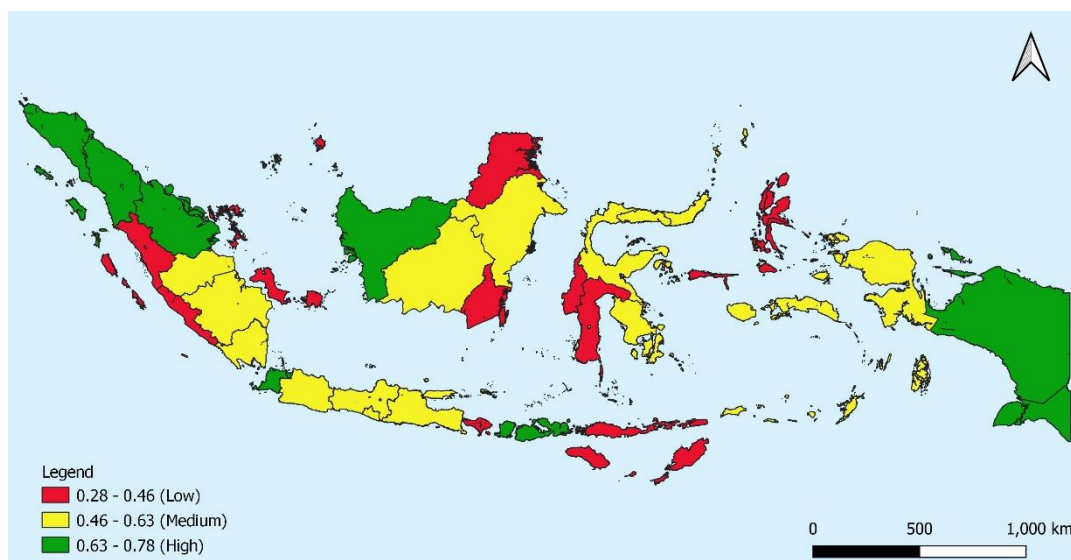 Legend
0.28 - 0.46 (Low)
0.46 - 0.63 (Medium)
0.63 - 0.78 (High)
0 500 1,000 km